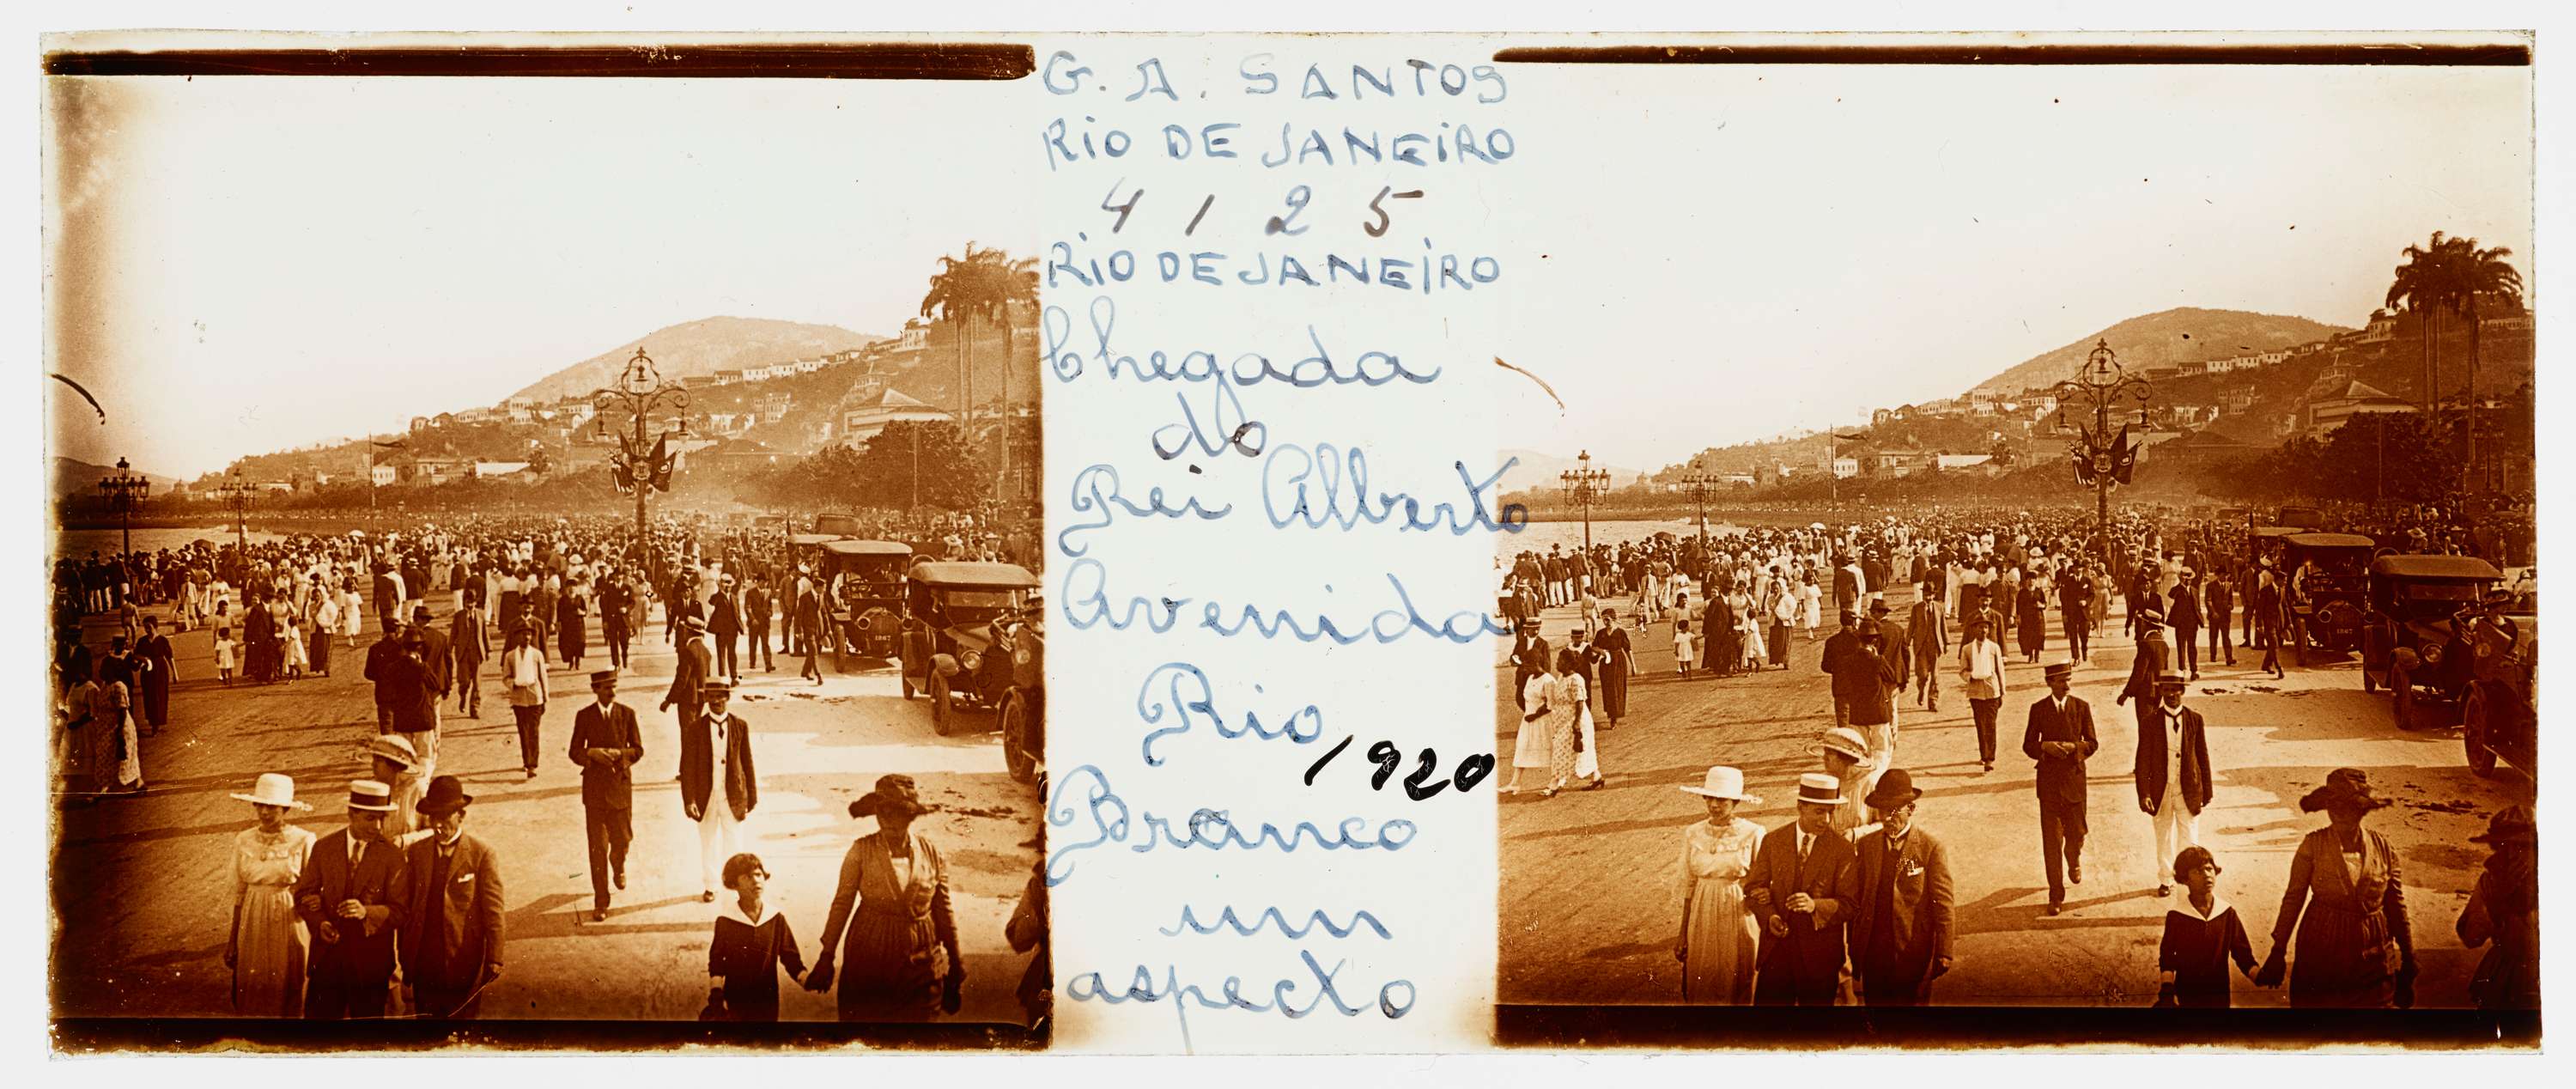 G. A. SANTOS
RIO DE JANEIRO
4125
RIO DE JANEIRO
Chegada
do
Rei Alberto
Avenida
Rio
1920
Branco
um
aspecto